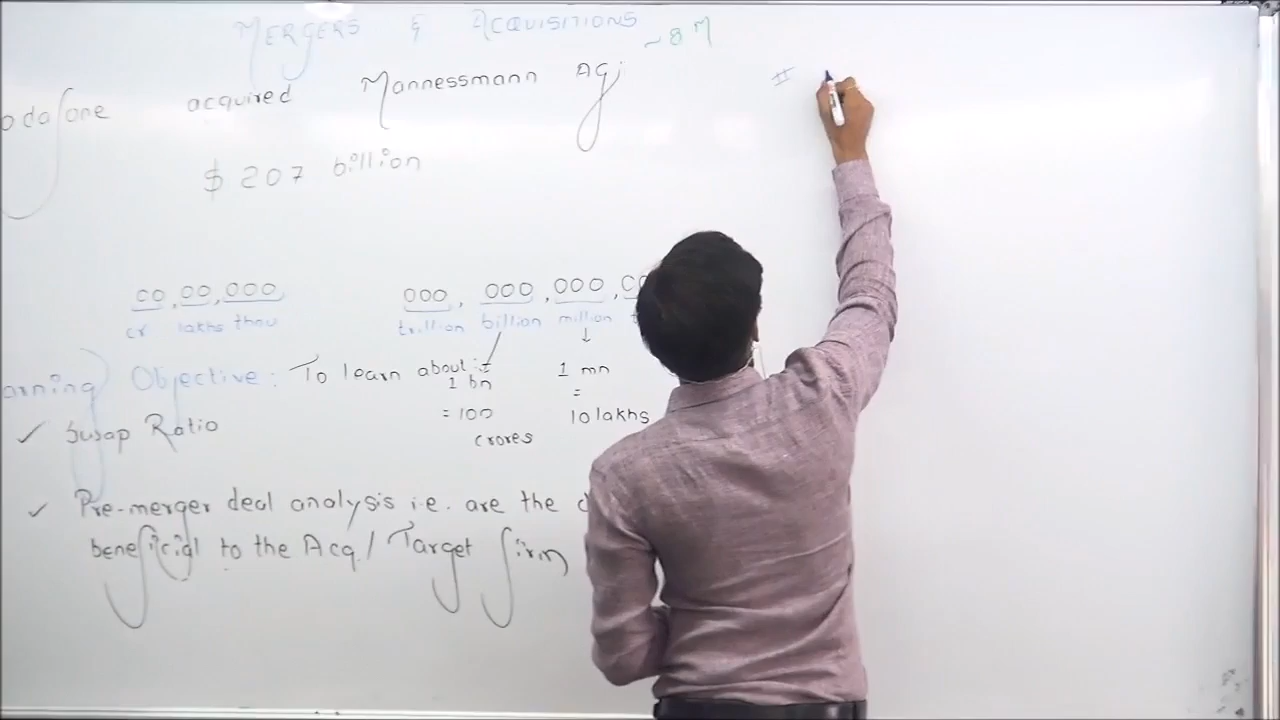 MERGERS & ACQUISITIONS ~8M
odafone acquired Mannessmann AG;
$ 207 billion
00,00,000 000, 000,000,00
cr lakhs thou trillion billion million
arning Objective: To learn about:
1 bn 1 mn
= 100 =
crores 10 lakhs
✓ Swap Ratio
✓ Pre-merger deal analysis i.e. are the
beneficial to the Acq./ Target firm
#